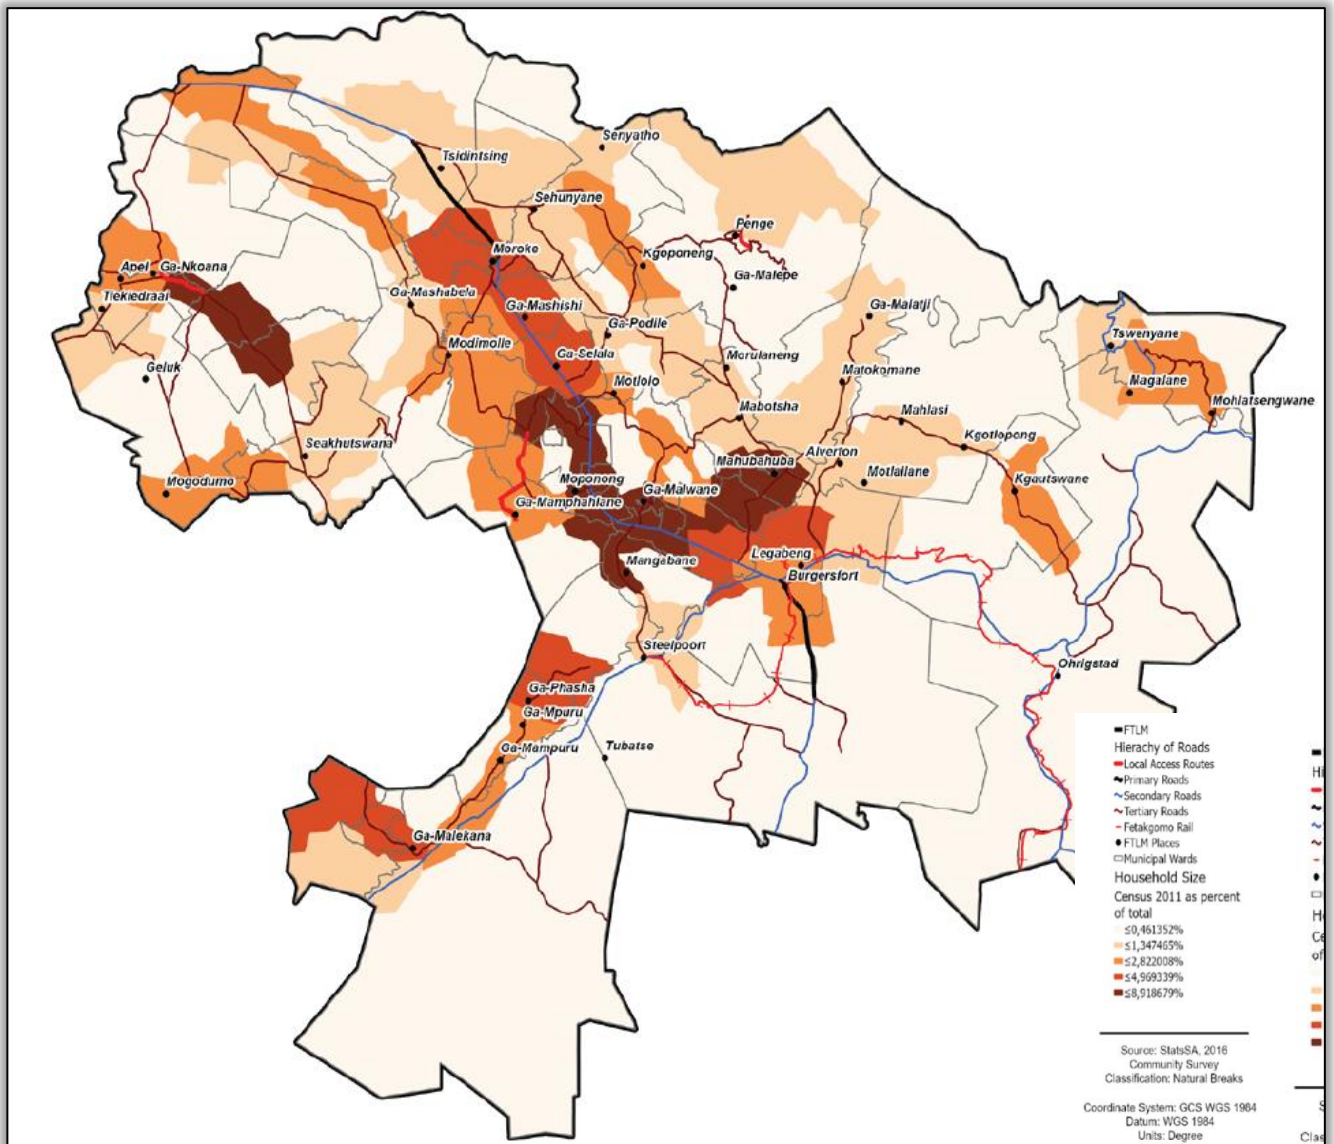 Senyatho
Tsidintsing
Sehunyane
Penge
Moroke
Kgoponeng
Apel
Ga-Nkoana
Ga-Malepe
Ga-Mashabela
Ga-Mashishi
Ga-Malatji
Ga-Podile
Tswenyane
Modimolle
Ga-Selala
Morulaneng
Geluk
Matokomane
Motlolo
Magalane
Mohlatsengwane
Mabotsha
Mahlasi
Seakhutswana
Kgotlopong
Alverton
Mahubahuba
Motlailane
Mogodumo
Moponong
Ga-Malwane
Kgautswane
Ga-Mamphahlane
Legabeng
Mangabane
Burgersfort
Steelpoort
Ohrigstad
Ga-Phasha
Ga-Mpuru
Ga-Mampuru
Tubatse
Ga-Malekana
FTLM
Hierachy of Roads
Local Access Routes
Primary Roads
Secondary Roads
Tertiary Roads
Fetakgomo Rail
FTLM Places
Municipal Wards
Household Size
Census 2011 as percent
of total
≤0,461352%
≤1,347465%
≤2,822008%
≤4,969339%
≤8,918679%
Source: StatsSA, 2016
Community Survey
Classification: Natural Breaks
Coordinate System: GCS WGS 1984
Datum: WGS 1984
Units: Degree